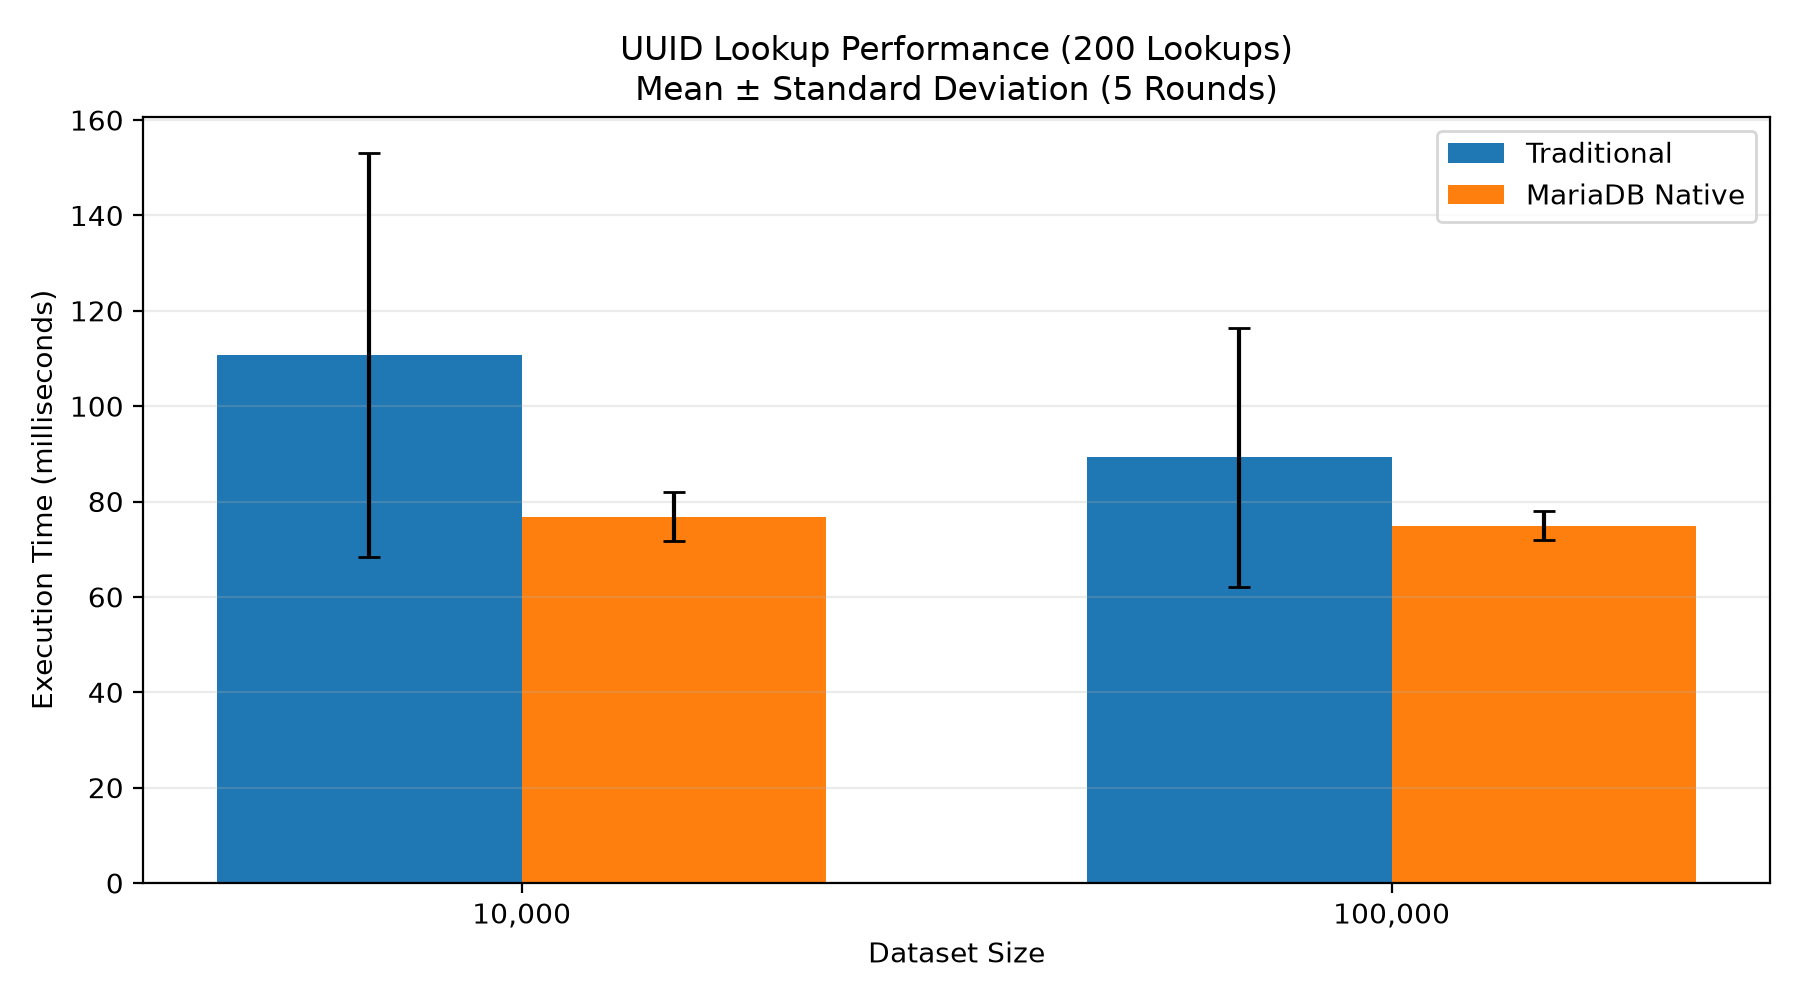 UUID Lookup Performance (200 Lookups)
Mean ± Standard Deviation (5 Rounds)
160
140
120
100
80
60
40
20
0
Execution Time (milliseconds)
Traditional
MariaDB Native
10,000
100,000
Dataset Size